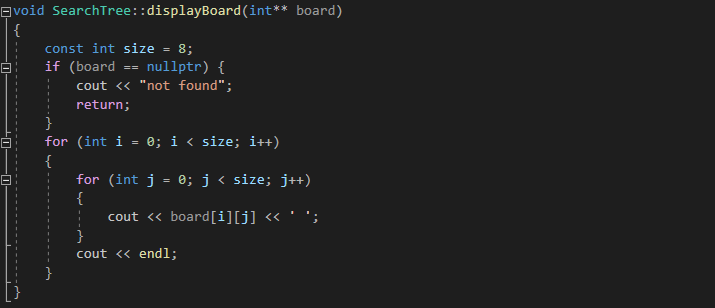 void SearchTree::displayBoard(int** board)
{
    const int size = 8;
    if (board == nullptr) {
        cout << "not found";
        return;
    }
    for (int i = 0; i < size; i++)
    {
        for (int j = 0; j < size; j++)
        {
            cout << board[i][j] << ' ';
        }
        cout << endl;
    }
}